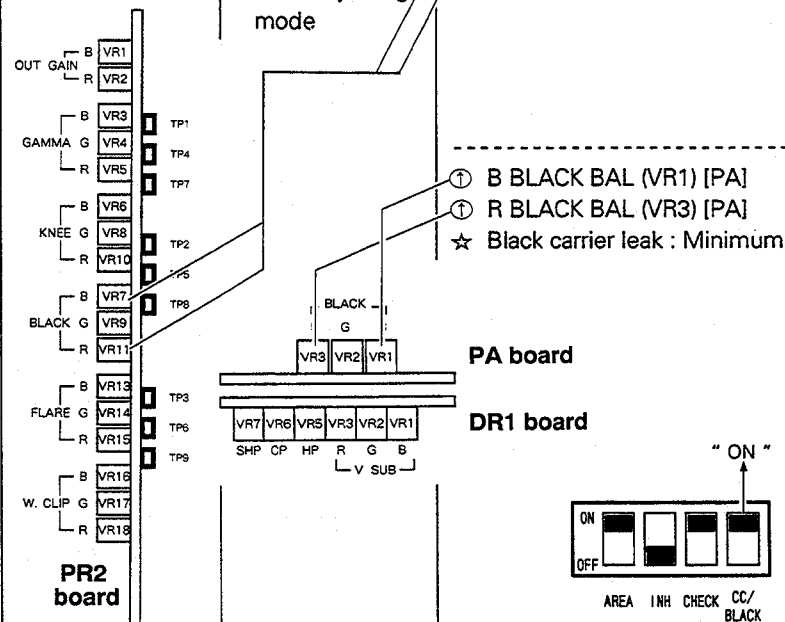 mode
OUT GAIN
B VR1
R VR2
GAMMA
B VR3
G VR4
R VR5
TP1
TP4
TP7
KNEE
B VR6
G VR8
R VR10
TP2
TP5
TP8
BLACK
B VR7
G VR9
R VR11
FLARE
B VR13
G VR14
R VR15
TP3
TP6
TP9
W. CLIP
B VR16
G VR17
R VR18
PR2
board
↑ B BLACK BAL (VR1) [PA]
↑ R BLACK BAL (VR3) [PA]
☆ Black carrier leak : Minimum
BLACK
G
VR3 VR2 VR1
PA board
DR1 board
VR7 VR6 VR5 VR3 VR2 VR1
SHP CP HP R G B
V SUB
" ON "
ON
OFF
AREA INH CHECK CC/
BLACK